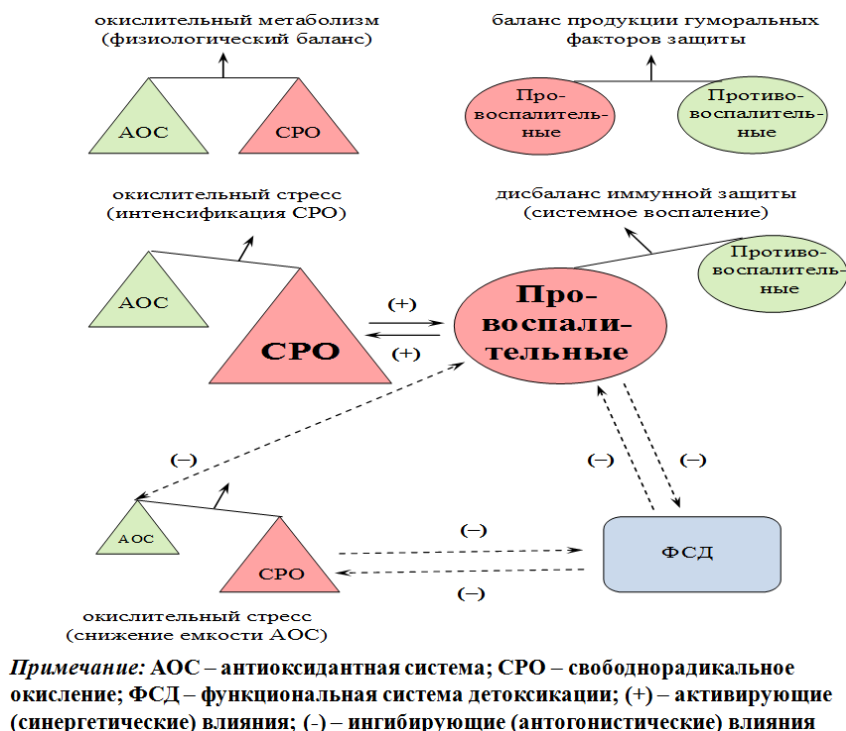 окислительный метаболизм
(физиологический баланс)
баланс продукции гуморальных
факторов защиты
АОС
СРО
Про-
воспалитель-
ные
Противо-
воспалитель-
ные
окислительный стресс
(интенсификация СРО)
дисбаланс иммунной защиты
(системное воспаление)
АОС
СРО
(+)
(+)
Про-
воспали-
тельные
Противо-
воспалитель-
ные
(–)
(–)
(–)
АОС
СРО
(–)
(–)
ФСД
окислительный стресс
(снижение емкости АОС)
Примечание: АОС – антиоксидантная система; СРО – свободнорадикальное
окисление; ФСД – функциональная система детоксикации; (+) – активирующие
(синергетические) влияния; (-) – ингибирующие (антогонистические) влияния